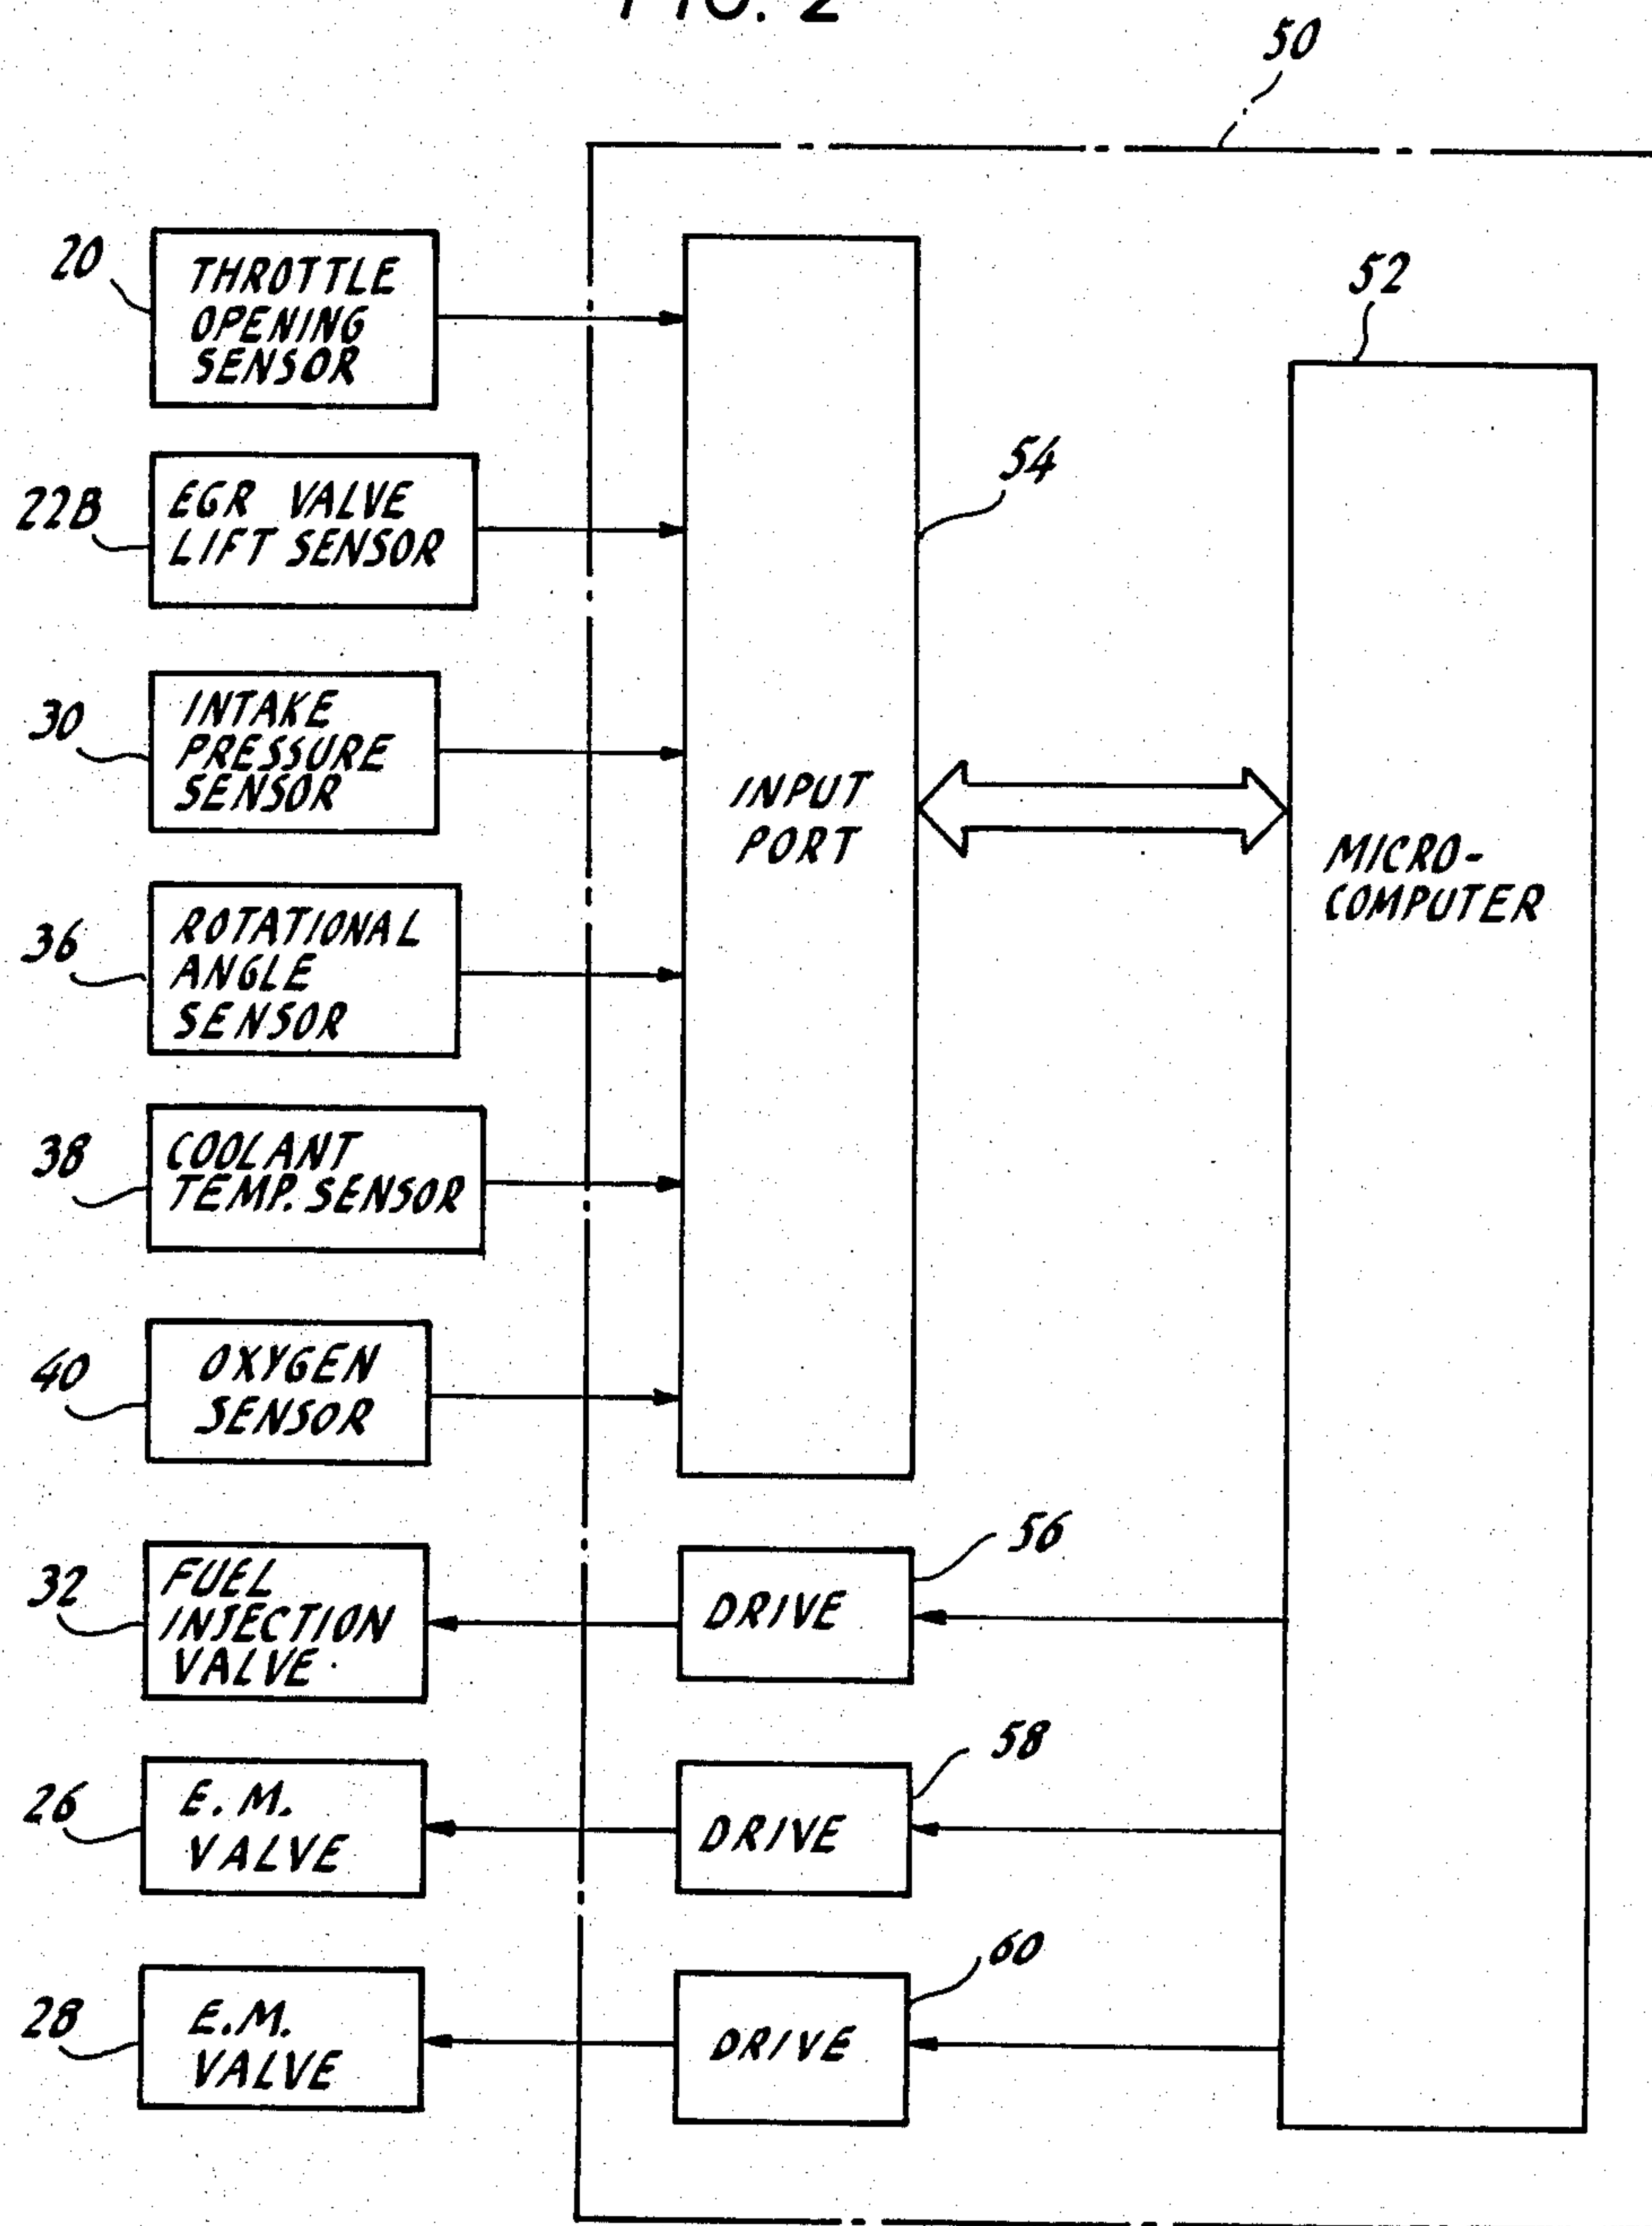 FIG. 2
50
20
THROTTLE
OPENING
SENSOR
52
22B
EGR VALVE
LIFT SENSOR
54
30
INTAKE
PRESSURE
SENSOR
INPUT
PORT
MICRO-
COMPUTER
36
ROTATIONAL
ANGLE
SENSOR
38
COOLANT
TEMP. SENSOR
40
OXYGEN
SENSOR
32
FUEL
INJECTION
VALVE
DRIVE
56
26
E. M.
VALVE
DRIVE
58
28
E.M.
VALVE
DRIVE
60